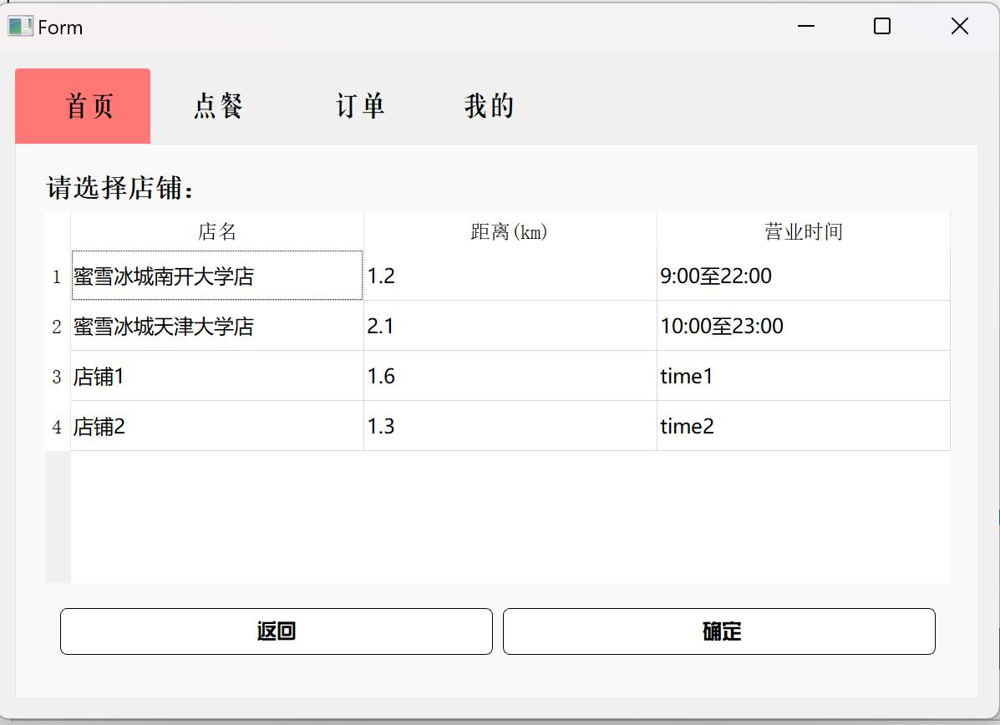 Form
首页 点餐 订单 我的
请选择店铺：
店名 距离(km) 营业时间
1 蜜雪冰城南开大学店 1.2 9:00至22:00
2 蜜雪冰城天津大学店 2.1 10:00至23:00
3 店铺1 1.6 time1
4 店铺2 1.3 time2
返回 确定